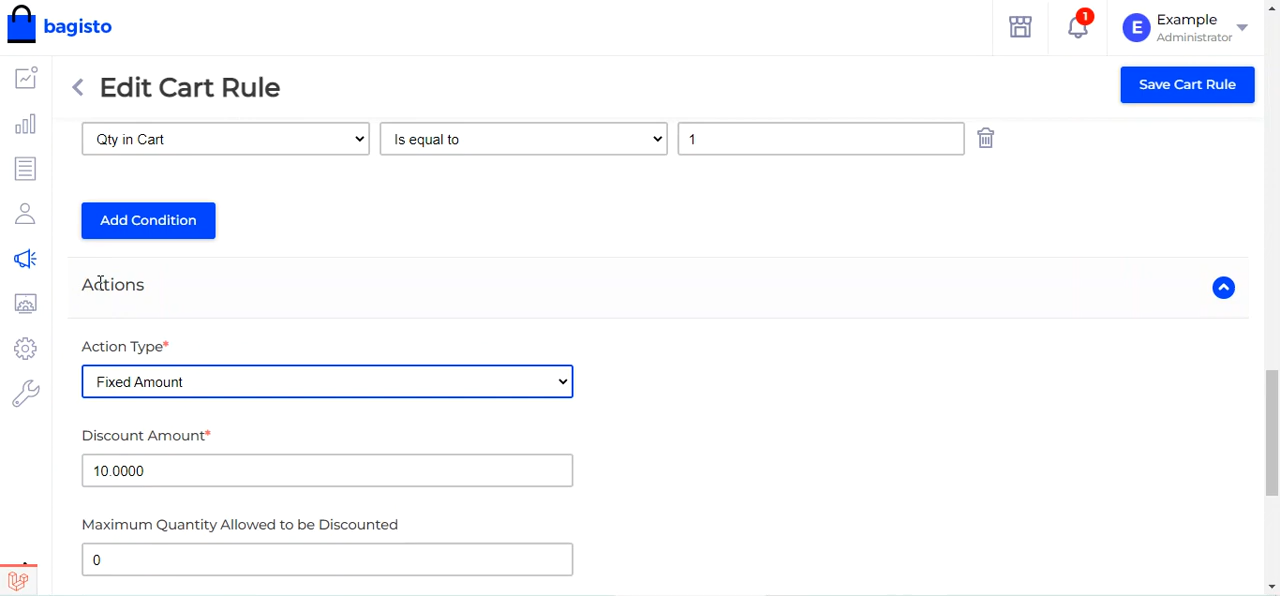 bagisto
1
E
Example
Administrator
Edit Cart Rule
Save Cart Rule
Qty in Cart
Is equal to
1
Add Condition
Actions
Action Type*
Fixed Amount
Discount Amount*
10.0000
Maximum Quantity Allowed to be Discounted
0